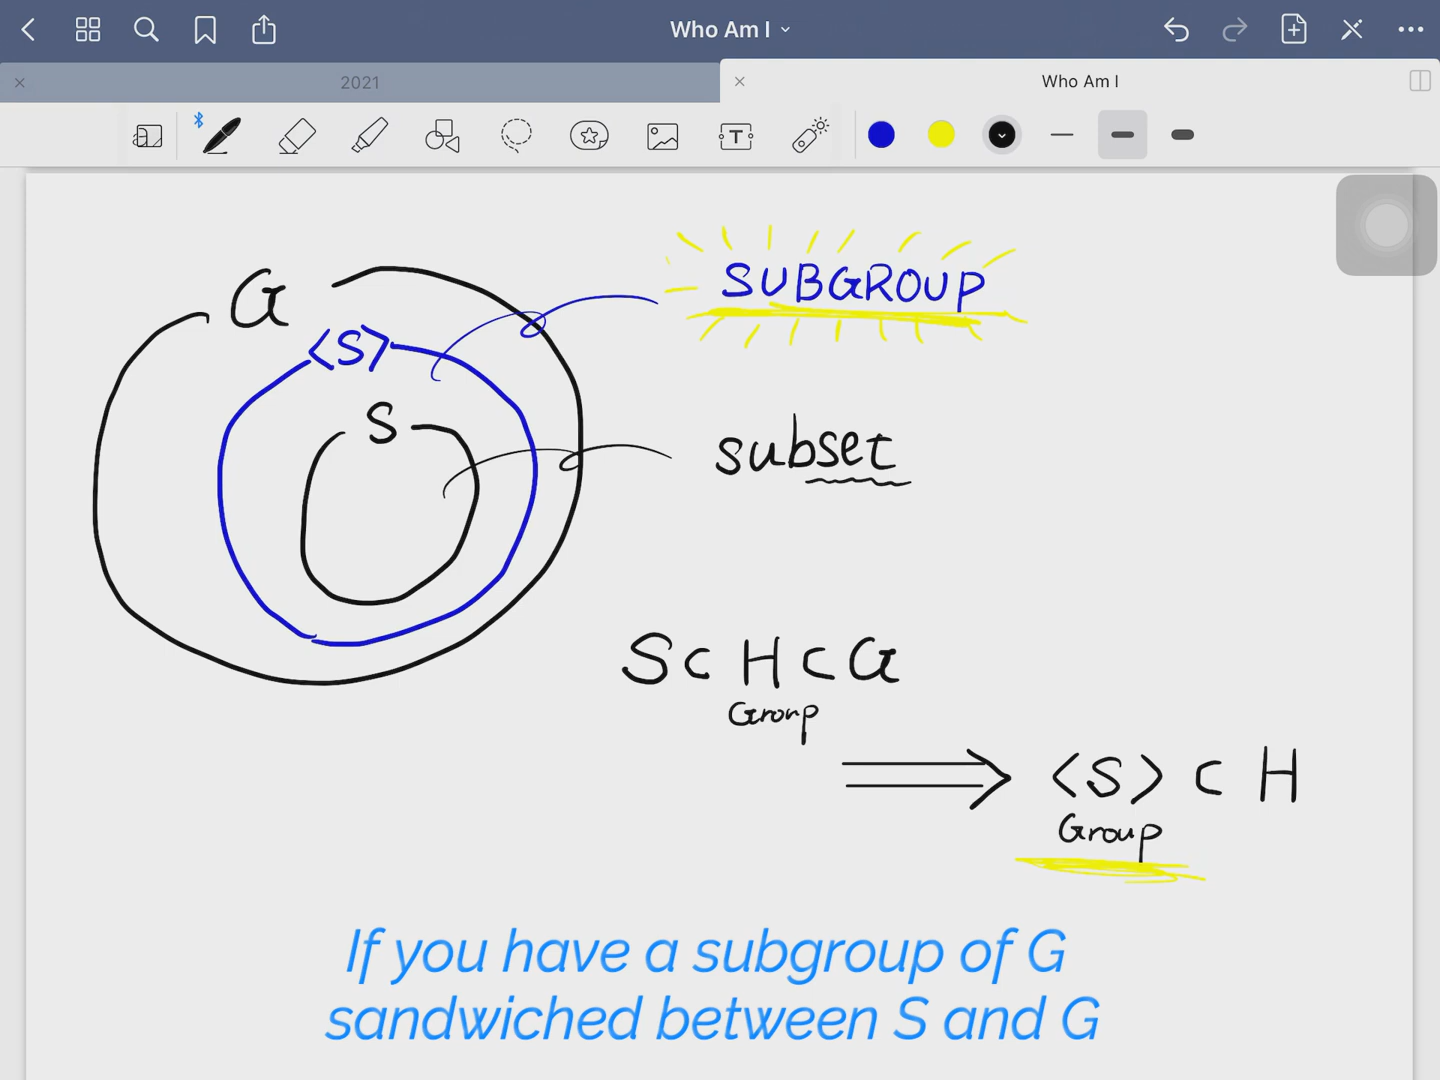 Who Am I
2021
Who Am I
G
<S>
S
SUBGROUP
subset
S ⊂ H ⊂ G
Group
⟹ <S> ⊂ H
Group
If you have a subgroup of G
sandwiched between S and G